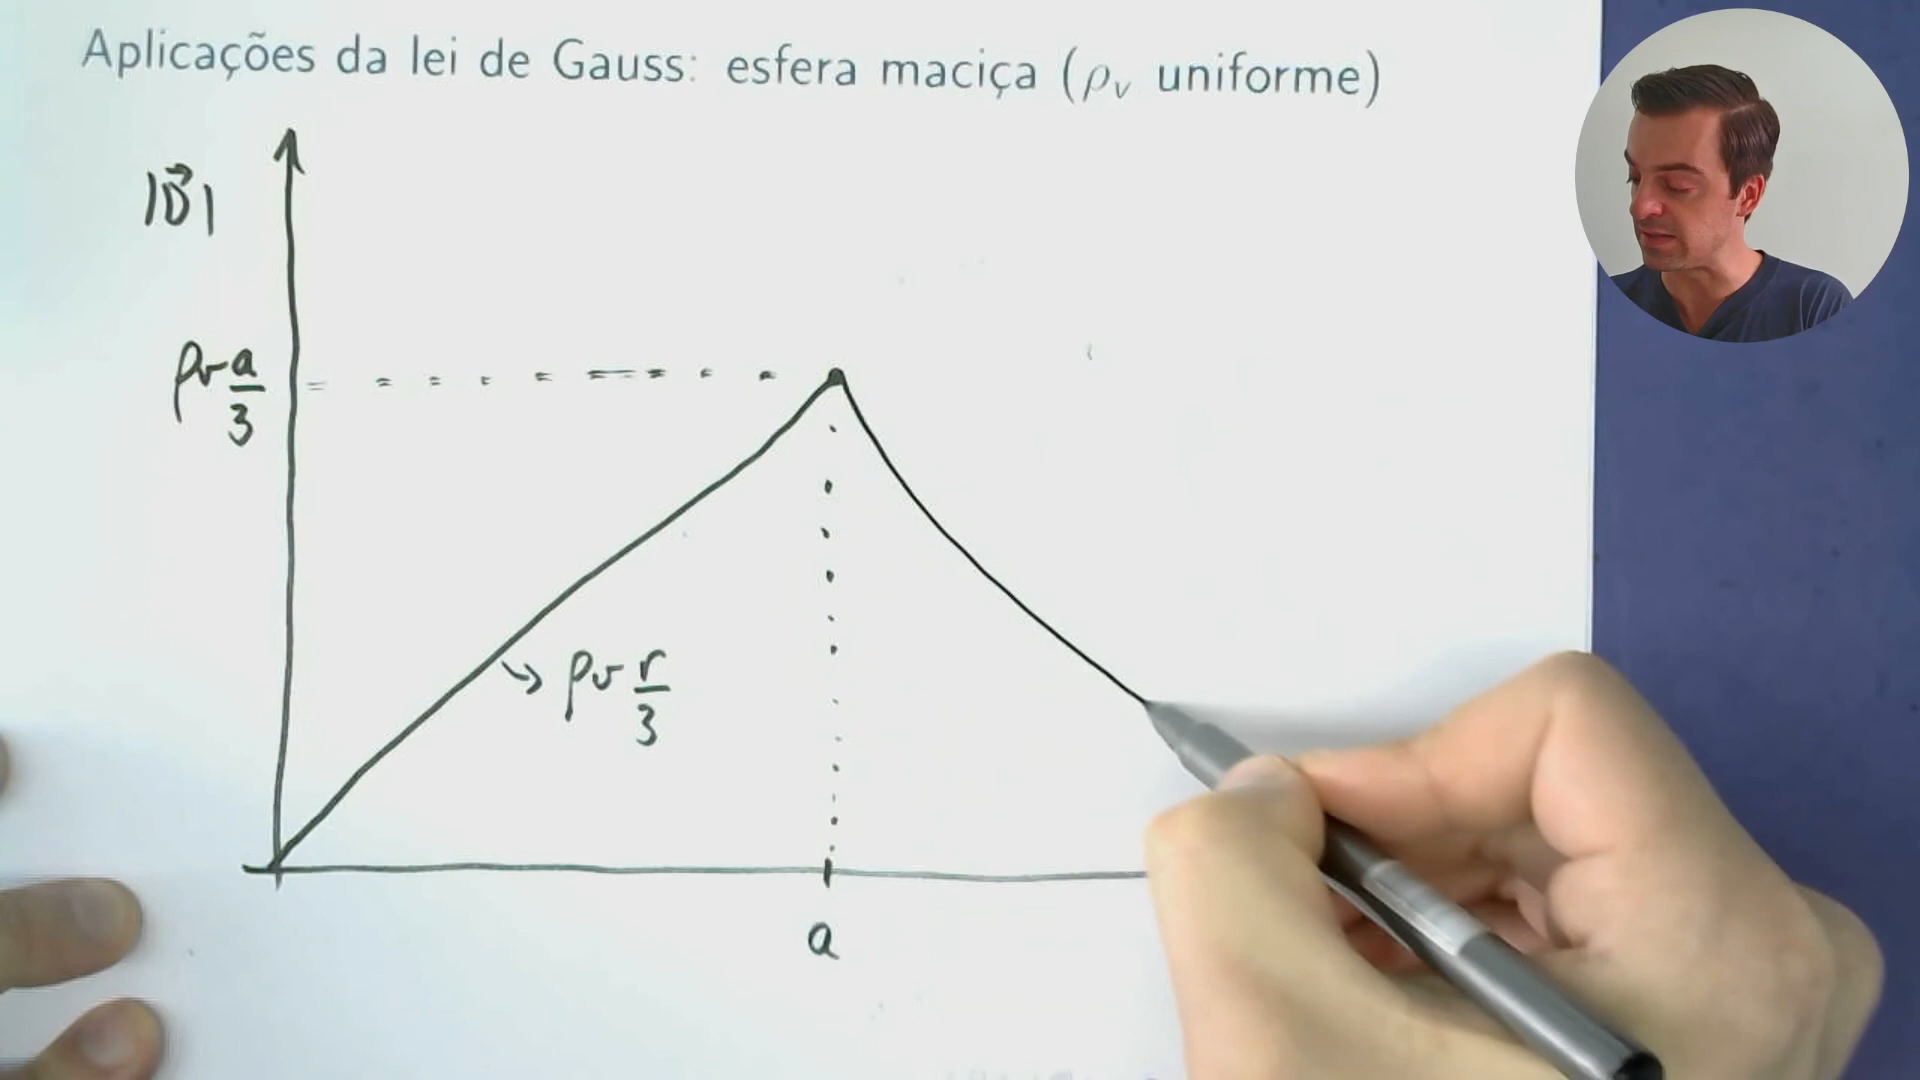 Aplicações da lei de Gauss: esfera maciça (ρᵥ uniforme)
|D⃗|
ρv a/3
ρv r/3
a